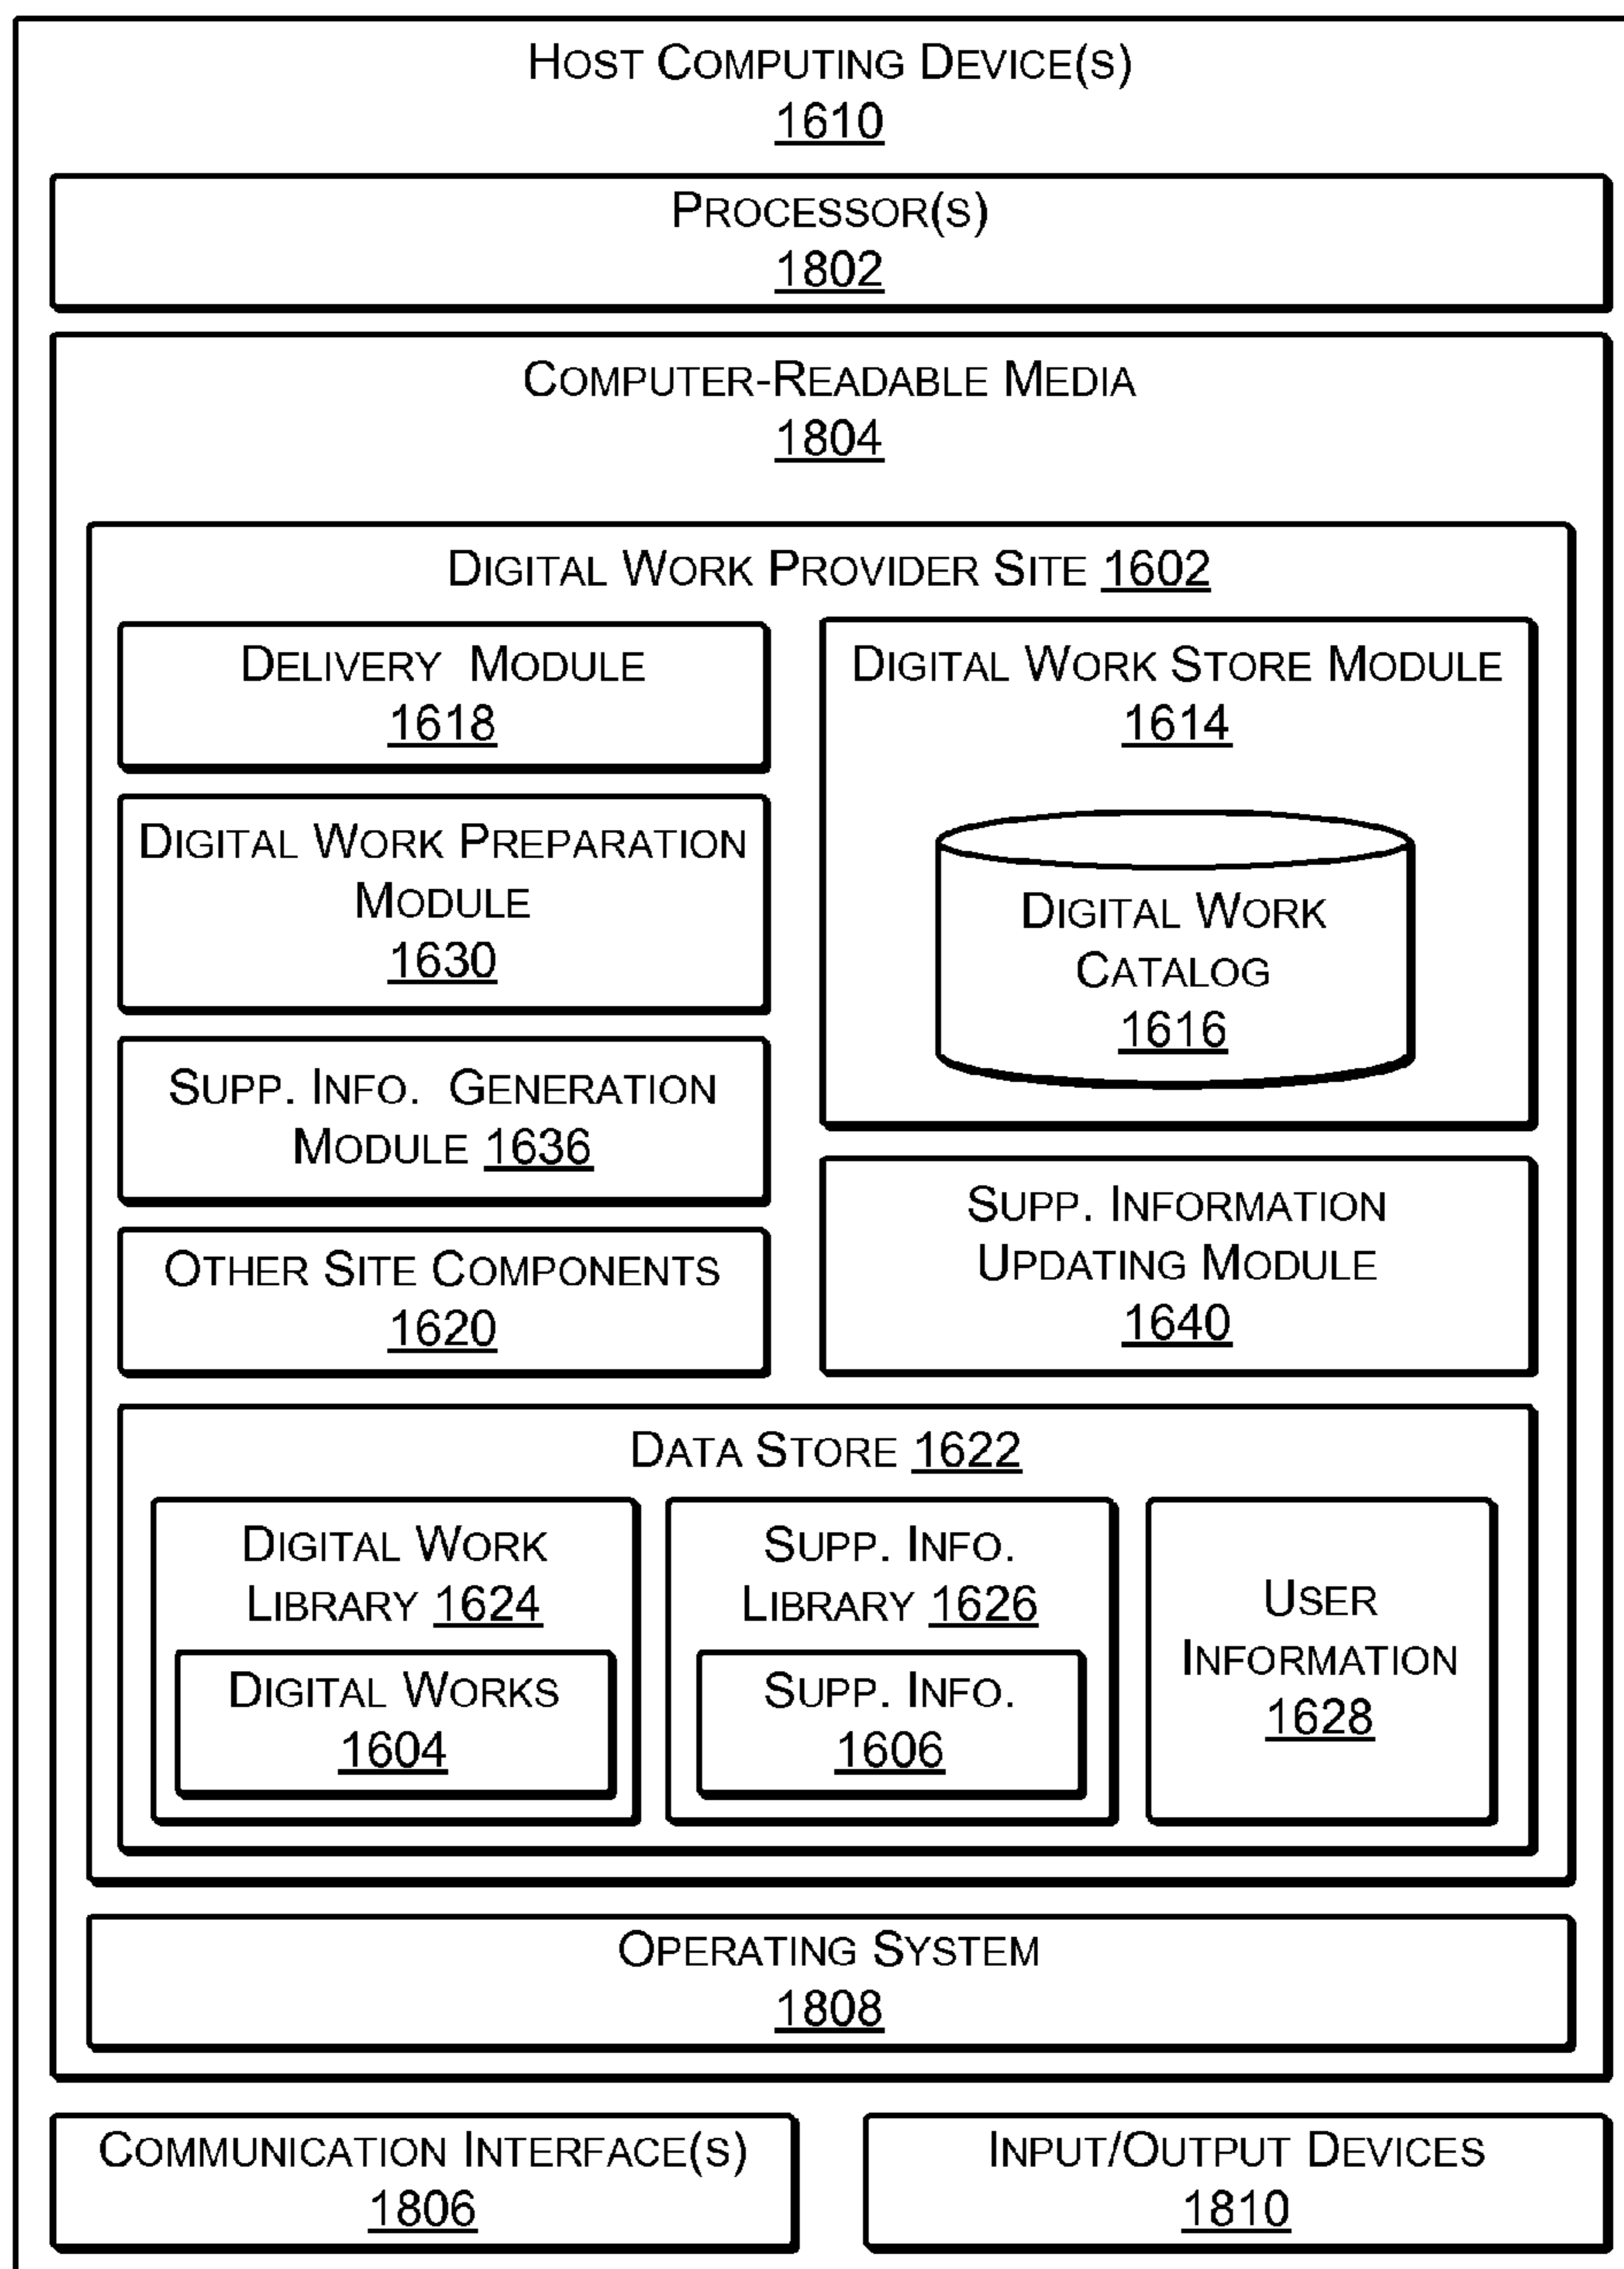 HOST COMPUTING DEVICE(S)
1610
PROCESSOR(S)
1802
COMPUTER-READABLE MEDIA
1804
DIGITAL WORK PROVIDER SITE 1602
DELIVERY MODULE
1618
DIGITAL WORK PREPARATION
MODULE
1630
SUPP. INFO. GENERATION
MODULE 1636
OTHER SITE COMPONENTS
1620
DIGITAL WORK STORE MODULE
1614
DIGITAL WORK
CATALOG
1616
SUPP. INFORMATION
UPDATING MODULE
1640
DATA STORE 1622
DIGITAL WORK
LIBRARY 1624
DIGITAL WORKS
1604
SUPP. INFO.
LIBRARY 1626
SUPP. INFO.
1606
USER
INFORMATION
1628
OPERATING SYSTEM
1808
COMMUNICATION INTERFACE(S)
1806
INPUT/OUTPUT DEVICES
1810